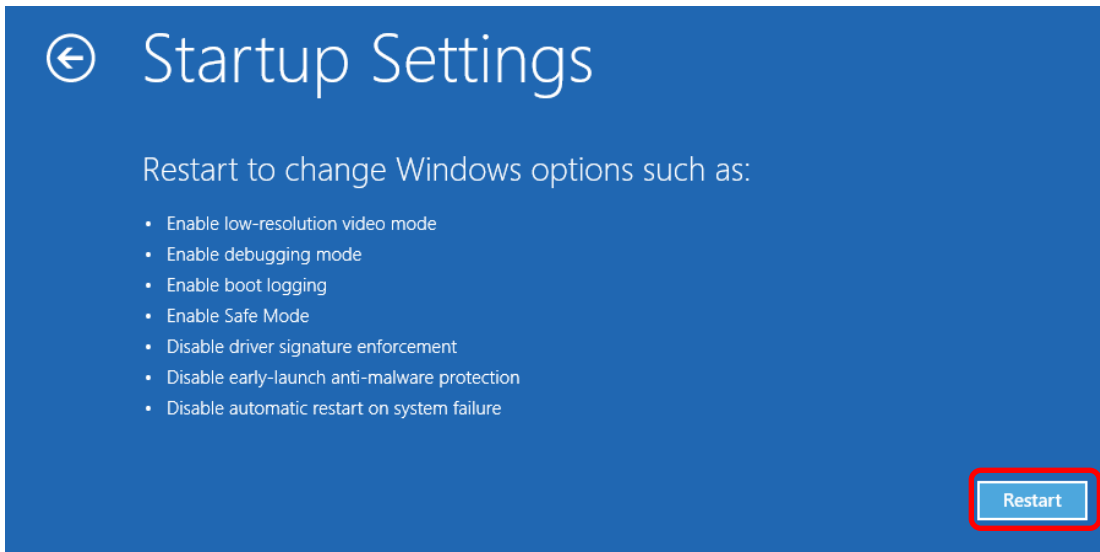 Startup Settings
Restart to change Windows options such as:
• Enable low-resolution video mode
• Enable debugging mode
• Enable boot logging
• Enable Safe Mode
• Disable driver signature enforcement
• Disable early-launch anti-malware protection
• Disable automatic restart on system failure
Restart